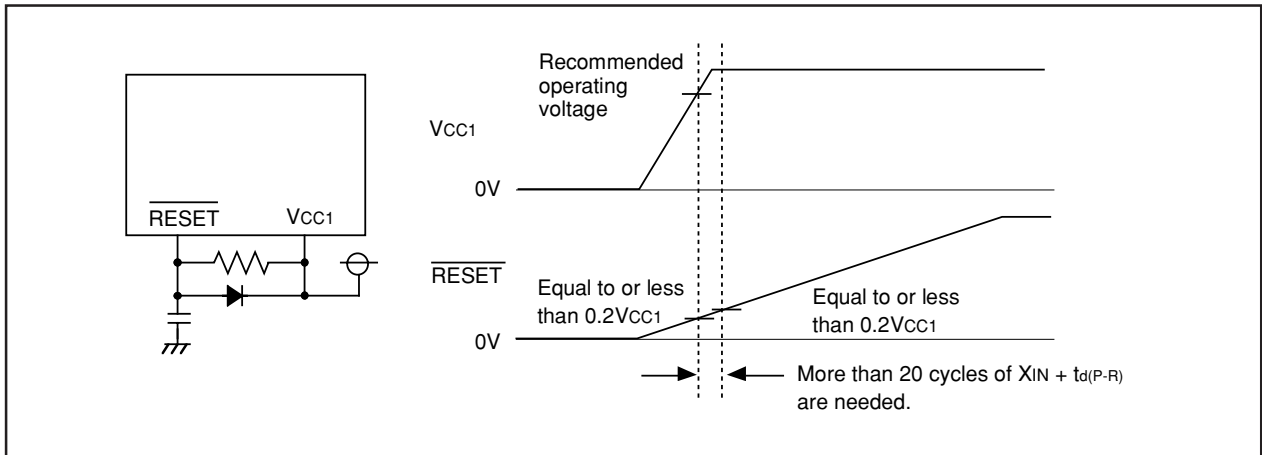 RESET
VCC1
Recommended
operating
voltage
VCC1
0V
RESET
Equal to or less
than 0.2VCC1
Equal to or less
than 0.2VCC1
0V
More than 20 cycles of XIN + td(P-R)
are needed.